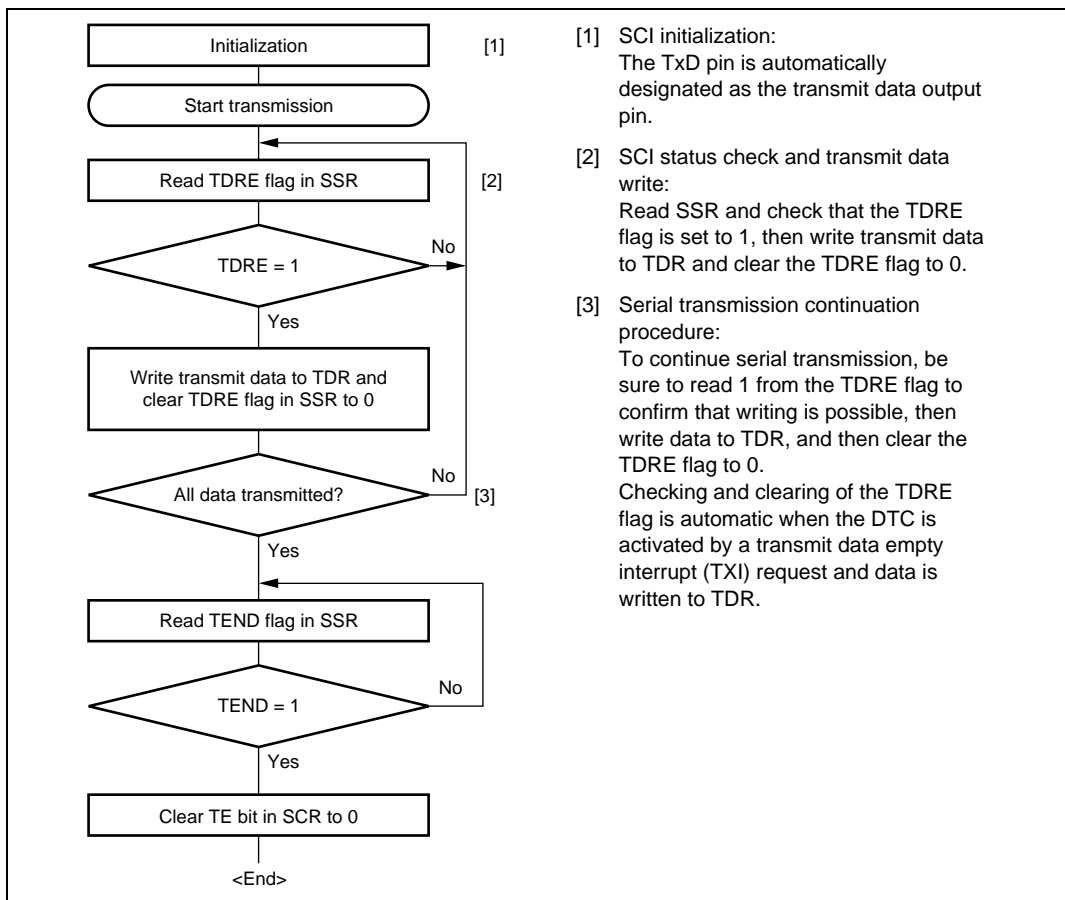 Initialization
[1]
Start transmission
Read TDRE flag in SSR
[2]
No
TDRE = 1
Yes
Write transmit data to TDR and
clear TDRE flag in SSR to 0
No
All data transmitted?
[3]
Yes
Read TEND flag in SSR
No
TEND = 1
Yes
Clear TE bit in SCR to 0
<End>
[1] SCI initialization:
The TxD pin is automatically
designated as the transmit data output
pin.
[2] SCI status check and transmit data
write:
Read SSR and check that the TDRE
flag is set to 1, then write transmit data
to TDR and clear the TDRE flag to 0.
[3] Serial transmission continuation
procedure:
To continue serial transmission, be
sure to read 1 from the TDRE flag to
confirm that writing is possible, then
write data to TDR, and then clear the
TDRE flag to 0.
Checking and clearing of the TDRE
flag is automatic when the DTC is
activated by a transmit data empty
interrupt (TXI) request and data is
written to TDR.